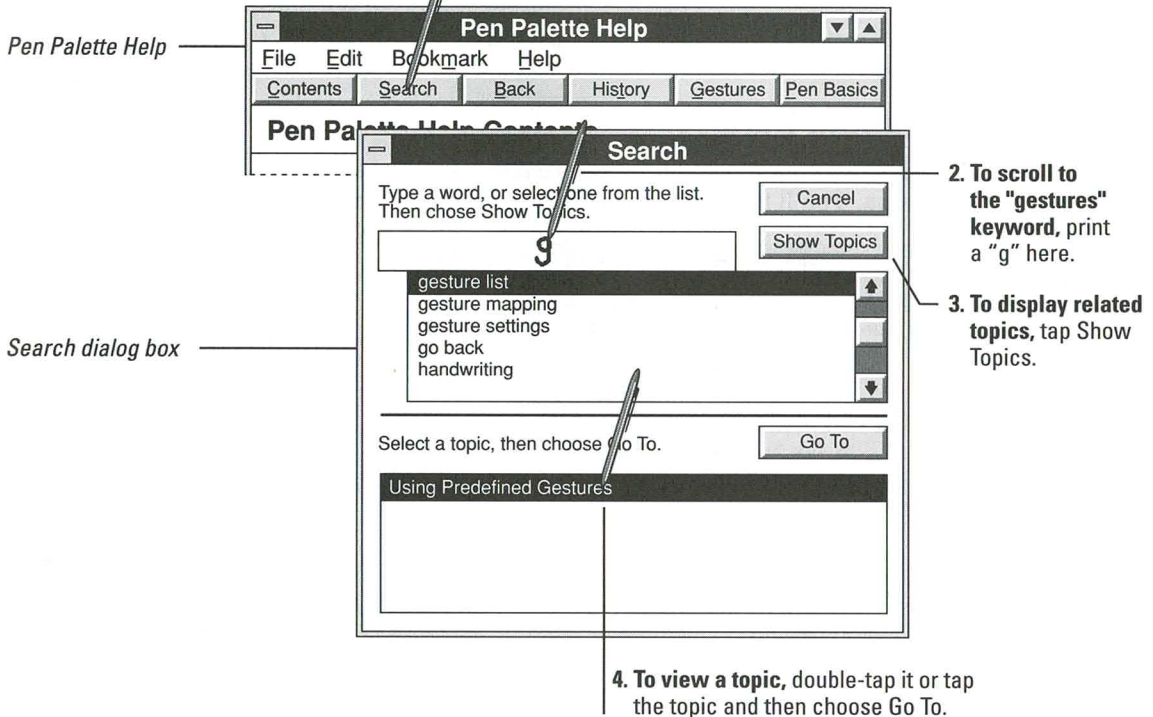 Pen Palette Help
Pen Palette Help
File Edit Bookmark Help
Contents Search Back History Gestures Pen Basics
Pen Palette Help Contents
Search
Type a word, or select one from the list.
Then chose Show Topics.
Cancel
Show Topics
g
gesture list
gesture mapping
gesture settings
go back
handwriting
Search dialog box
2. To scroll to
the "gestures"
keyword, print
a “g” here.
3. To display related
topics, tap Show
Topics.
Select a topic, then choose Go To.
Go To
Using Predefined Gestures
4. To view a topic, double-tap it or tap
the topic and then choose Go To.